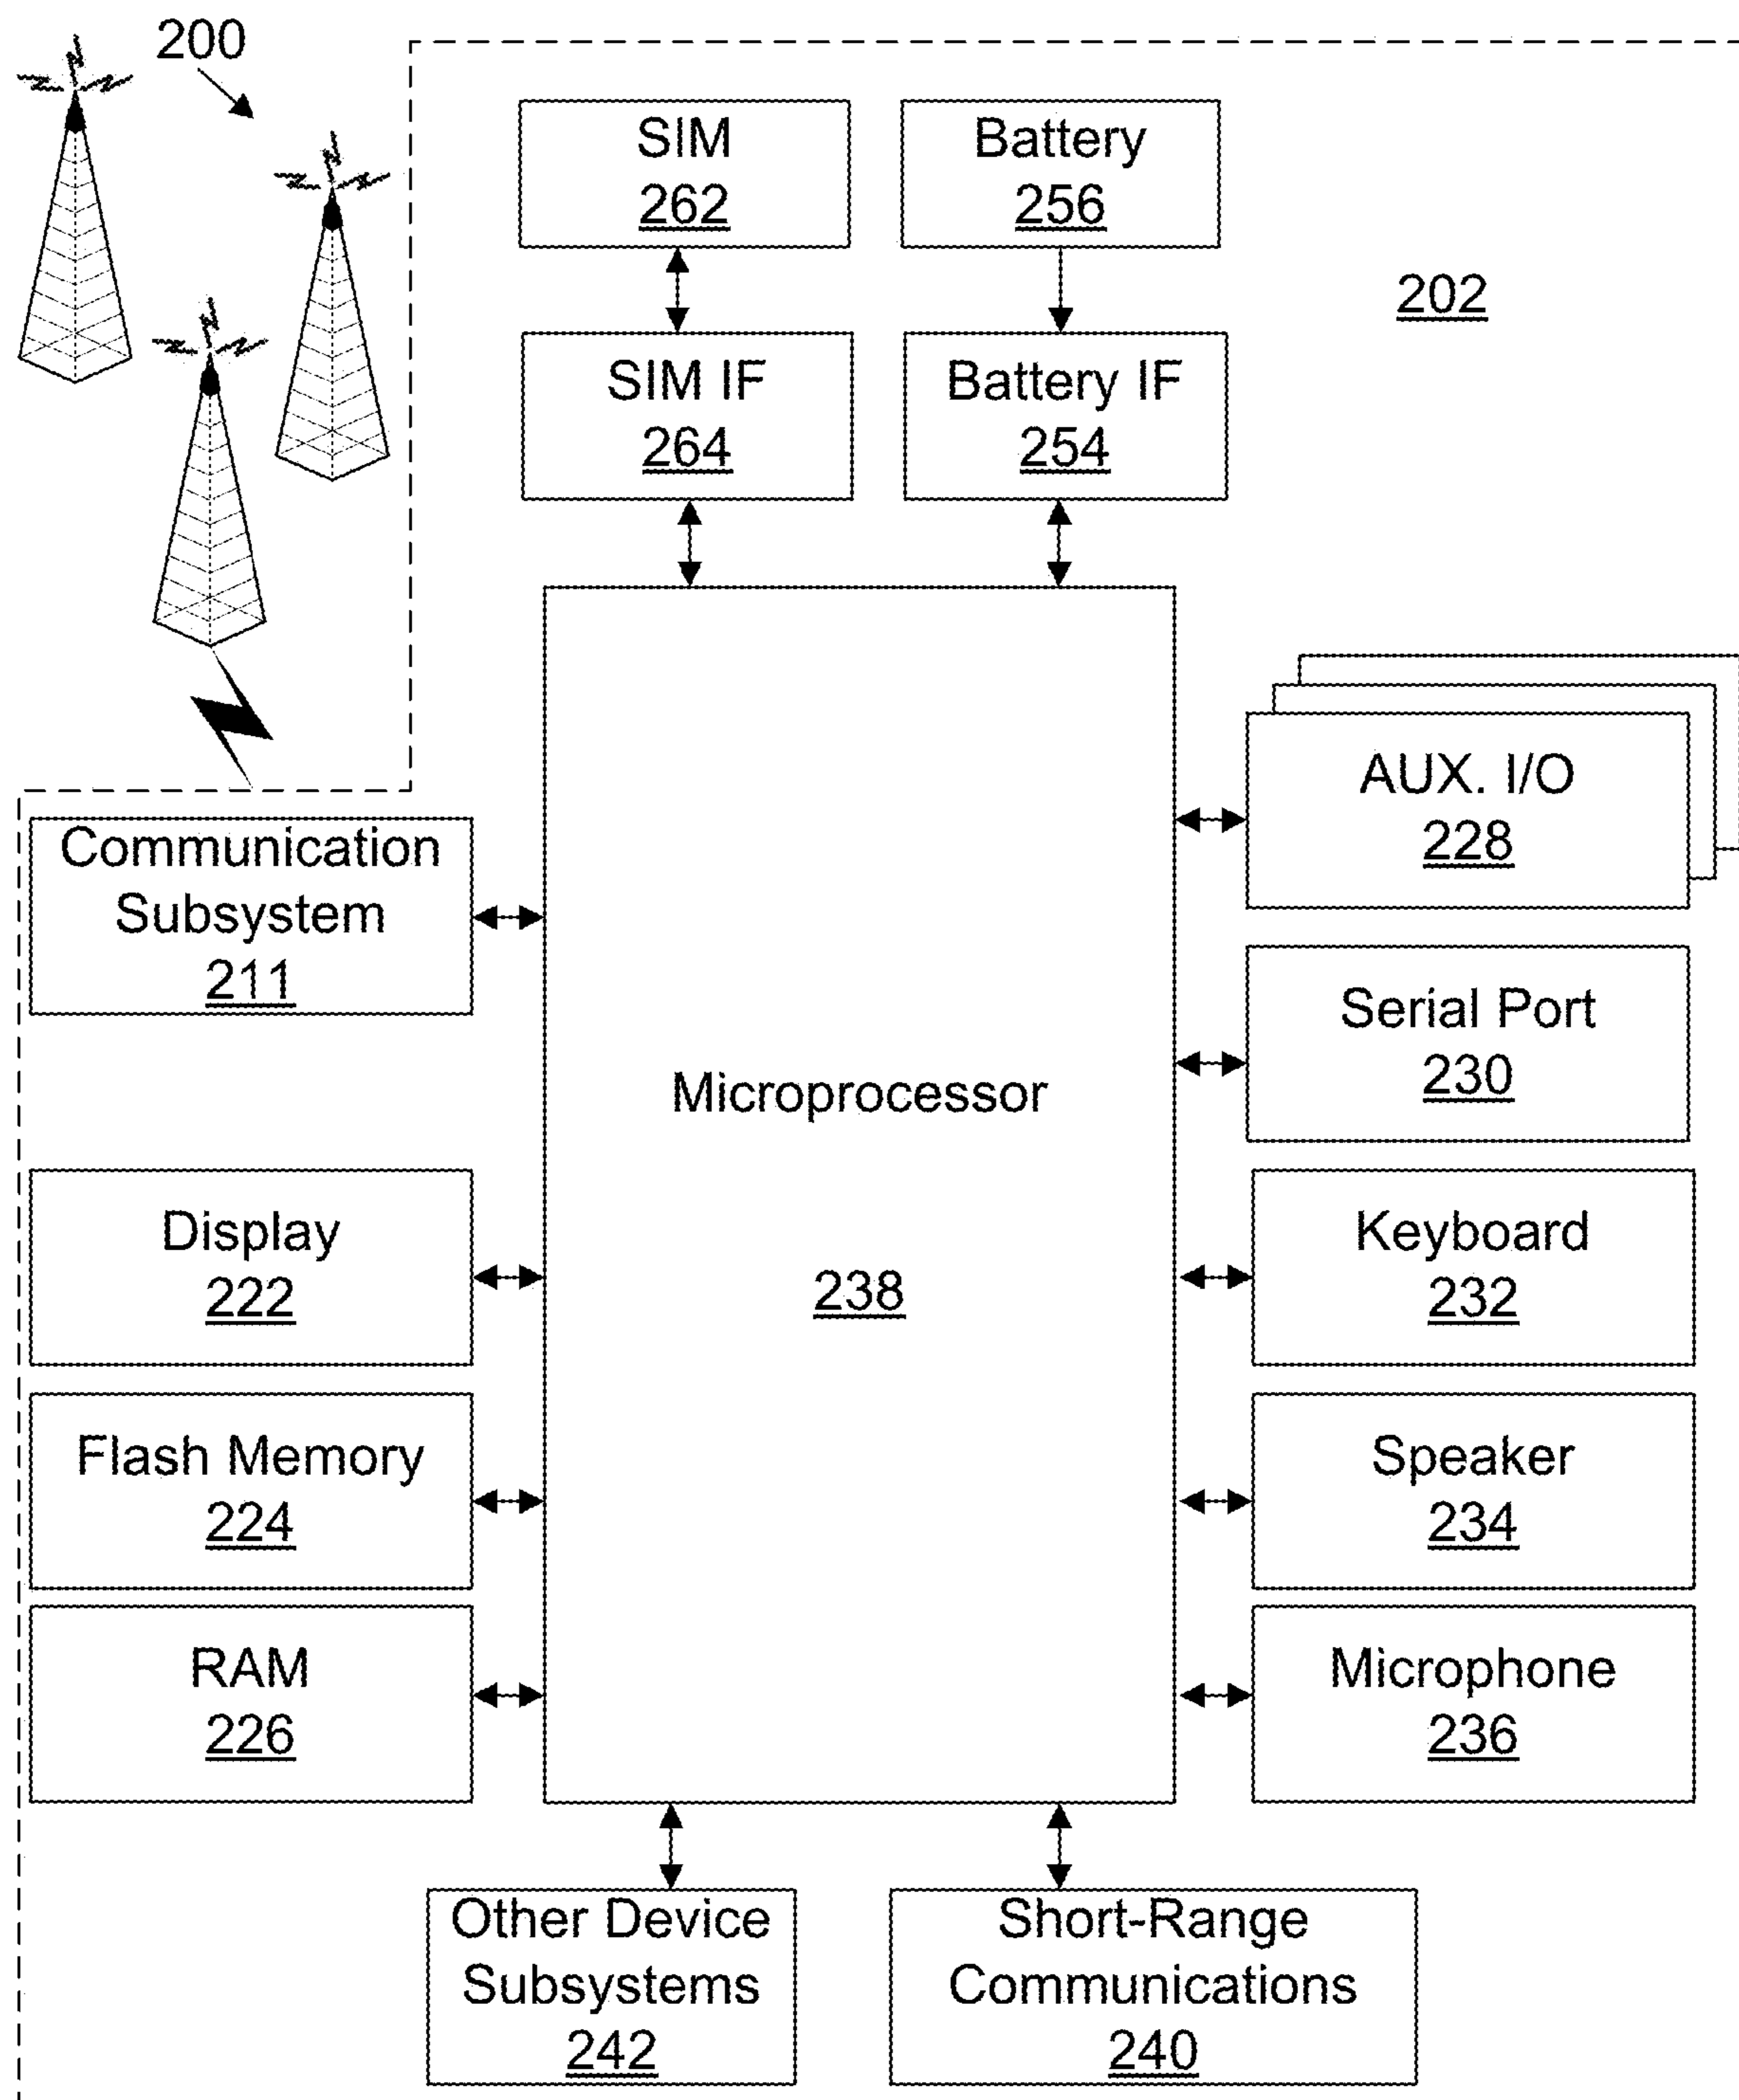 200
SIM
262
Battery
256
202
SIM IF
264
Battery IF
254
AUX. I/O
228
Communication
Subsystem
211
Serial Port
230
Microprocessor
238
Display
222
Keyboard
232
Flash Memory
224
Speaker
234
RAM
226
Microphone
236
Other Device
Subsystems
242
Short-Range
Communications
240